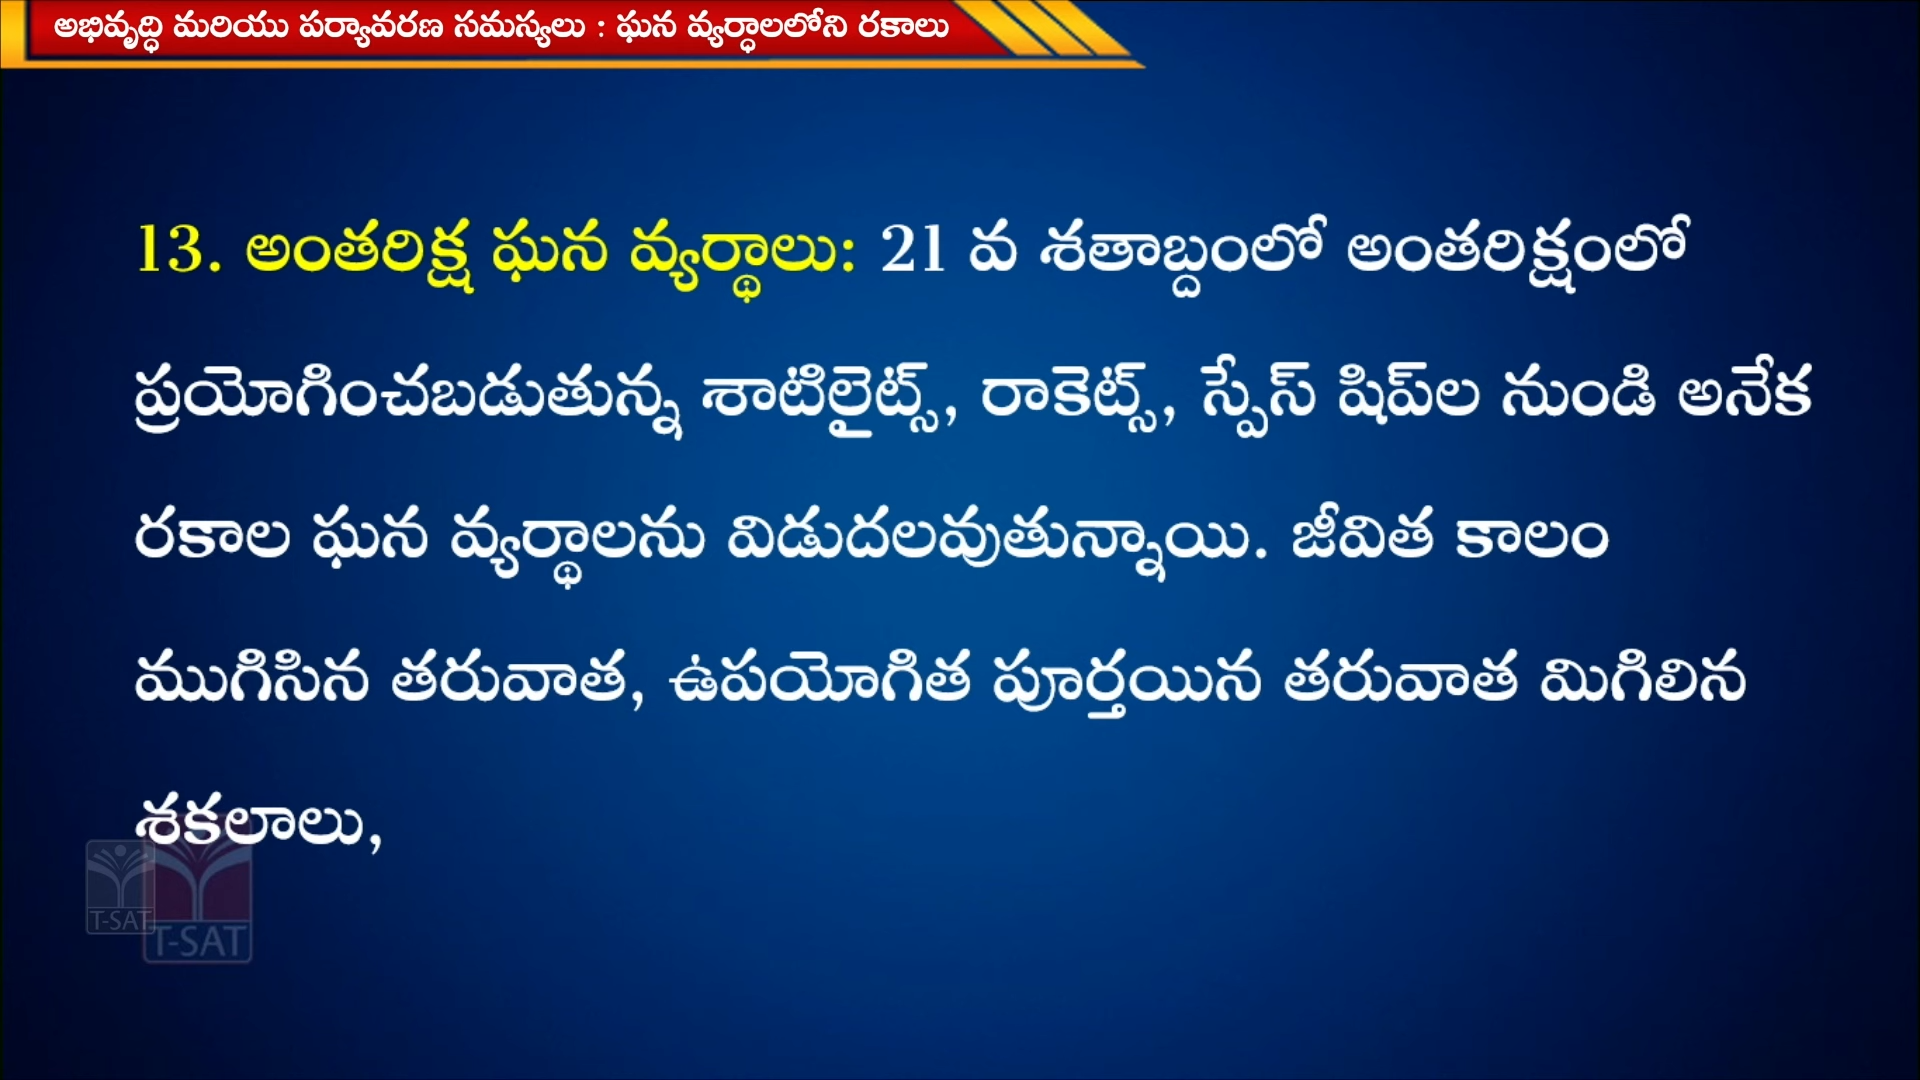 అభివృద్ధి మరియు పర్యావరణ సమస్యలు : ఘన వ్యర్ధాలలోని రకాలు
13. అంతరిక్ష ఘన వ్యర్థాలు: 21 వ శతాబ్దంలో అంతరిక్షంలో
ప్రయోగించబడుతున్న శాటిలైట్స్, రాకెట్స్, స్పేస్ షిప్‌ల నుండి అనేక
రకాల ఘన వ్యర్థాలను విడుదలవుతున్నాయి. జీవిత కాలం
ముగిసిన తరువాత, ఉపయోగిత పూర్తయిన తరువాత మిగిలిన
శకలాలు,
T-SAT
T-SAT